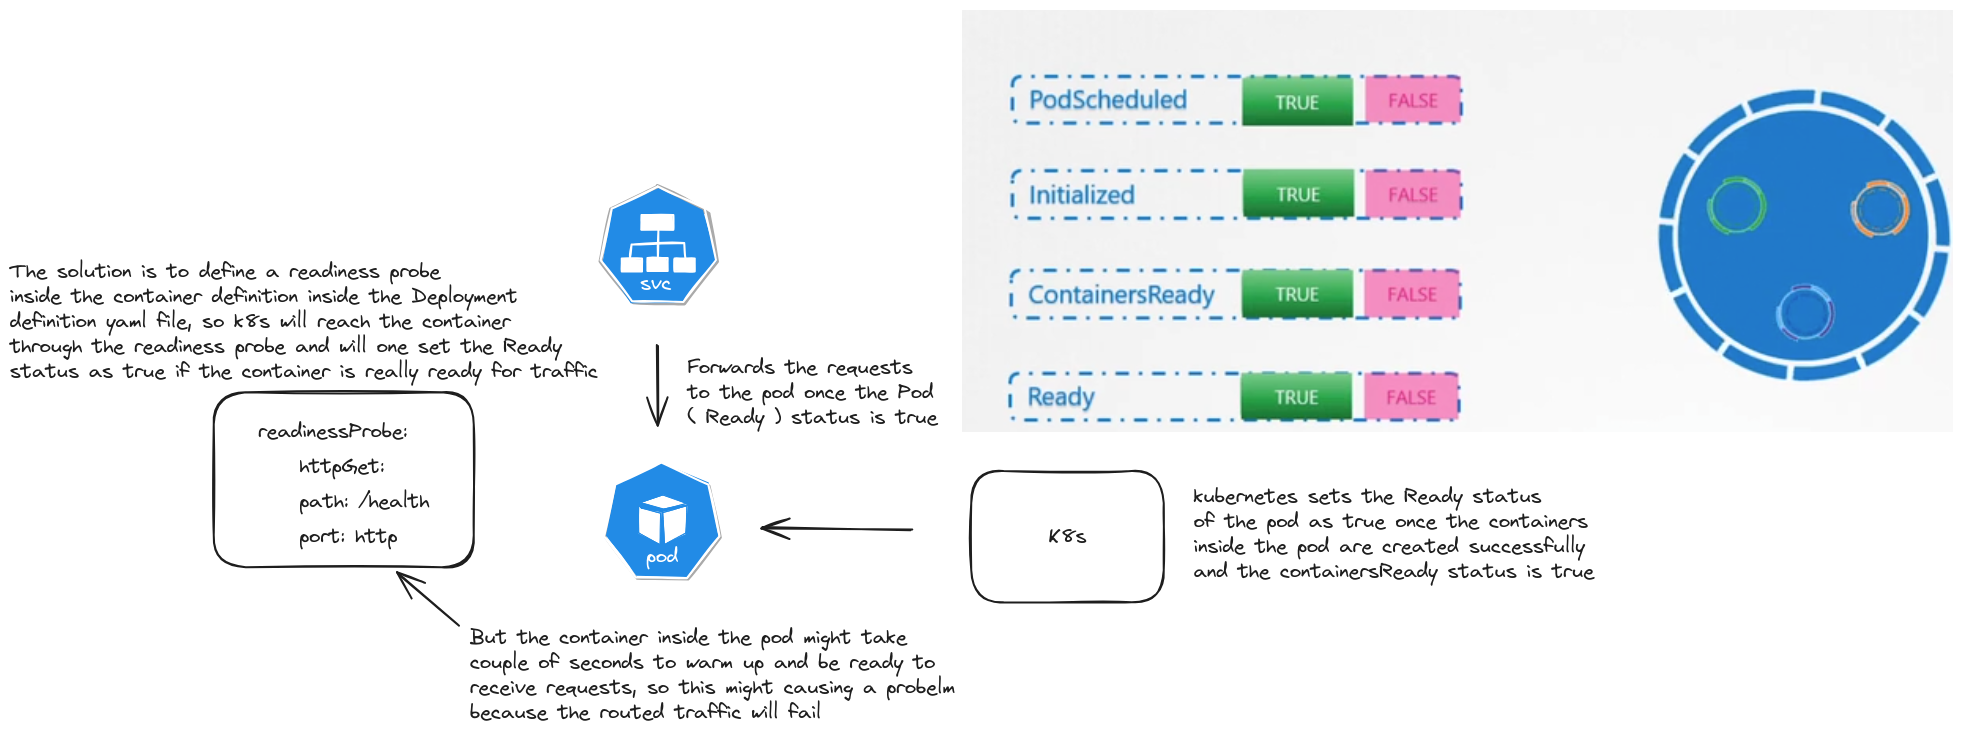 PodScheduled TRUE FALSE
Initialized TRUE FALSE
ContainersReady TRUE FALSE
Ready TRUE FALSE
svc
The solution is to define a readiness probe
inside the container definition inside the Deployment
definition yaml file, so k8s will reach the container
through the readiness probe and will one set the Ready
status as true if the container is really ready for traffic
Forwards the requests
to the pod once the Pod
( Ready ) status is true
readinessProbe:
httpGet:
path: /health
port: http
pod
K8s
kubernetes sets the Ready status
of the pod as true once the containers
inside the pod are created successfully
and the containersReady status is true
But the container inside the pod might take
couple of seconds to warm up and be ready to
receive requests, so this might causing a probelm
because the routed traffic will fail